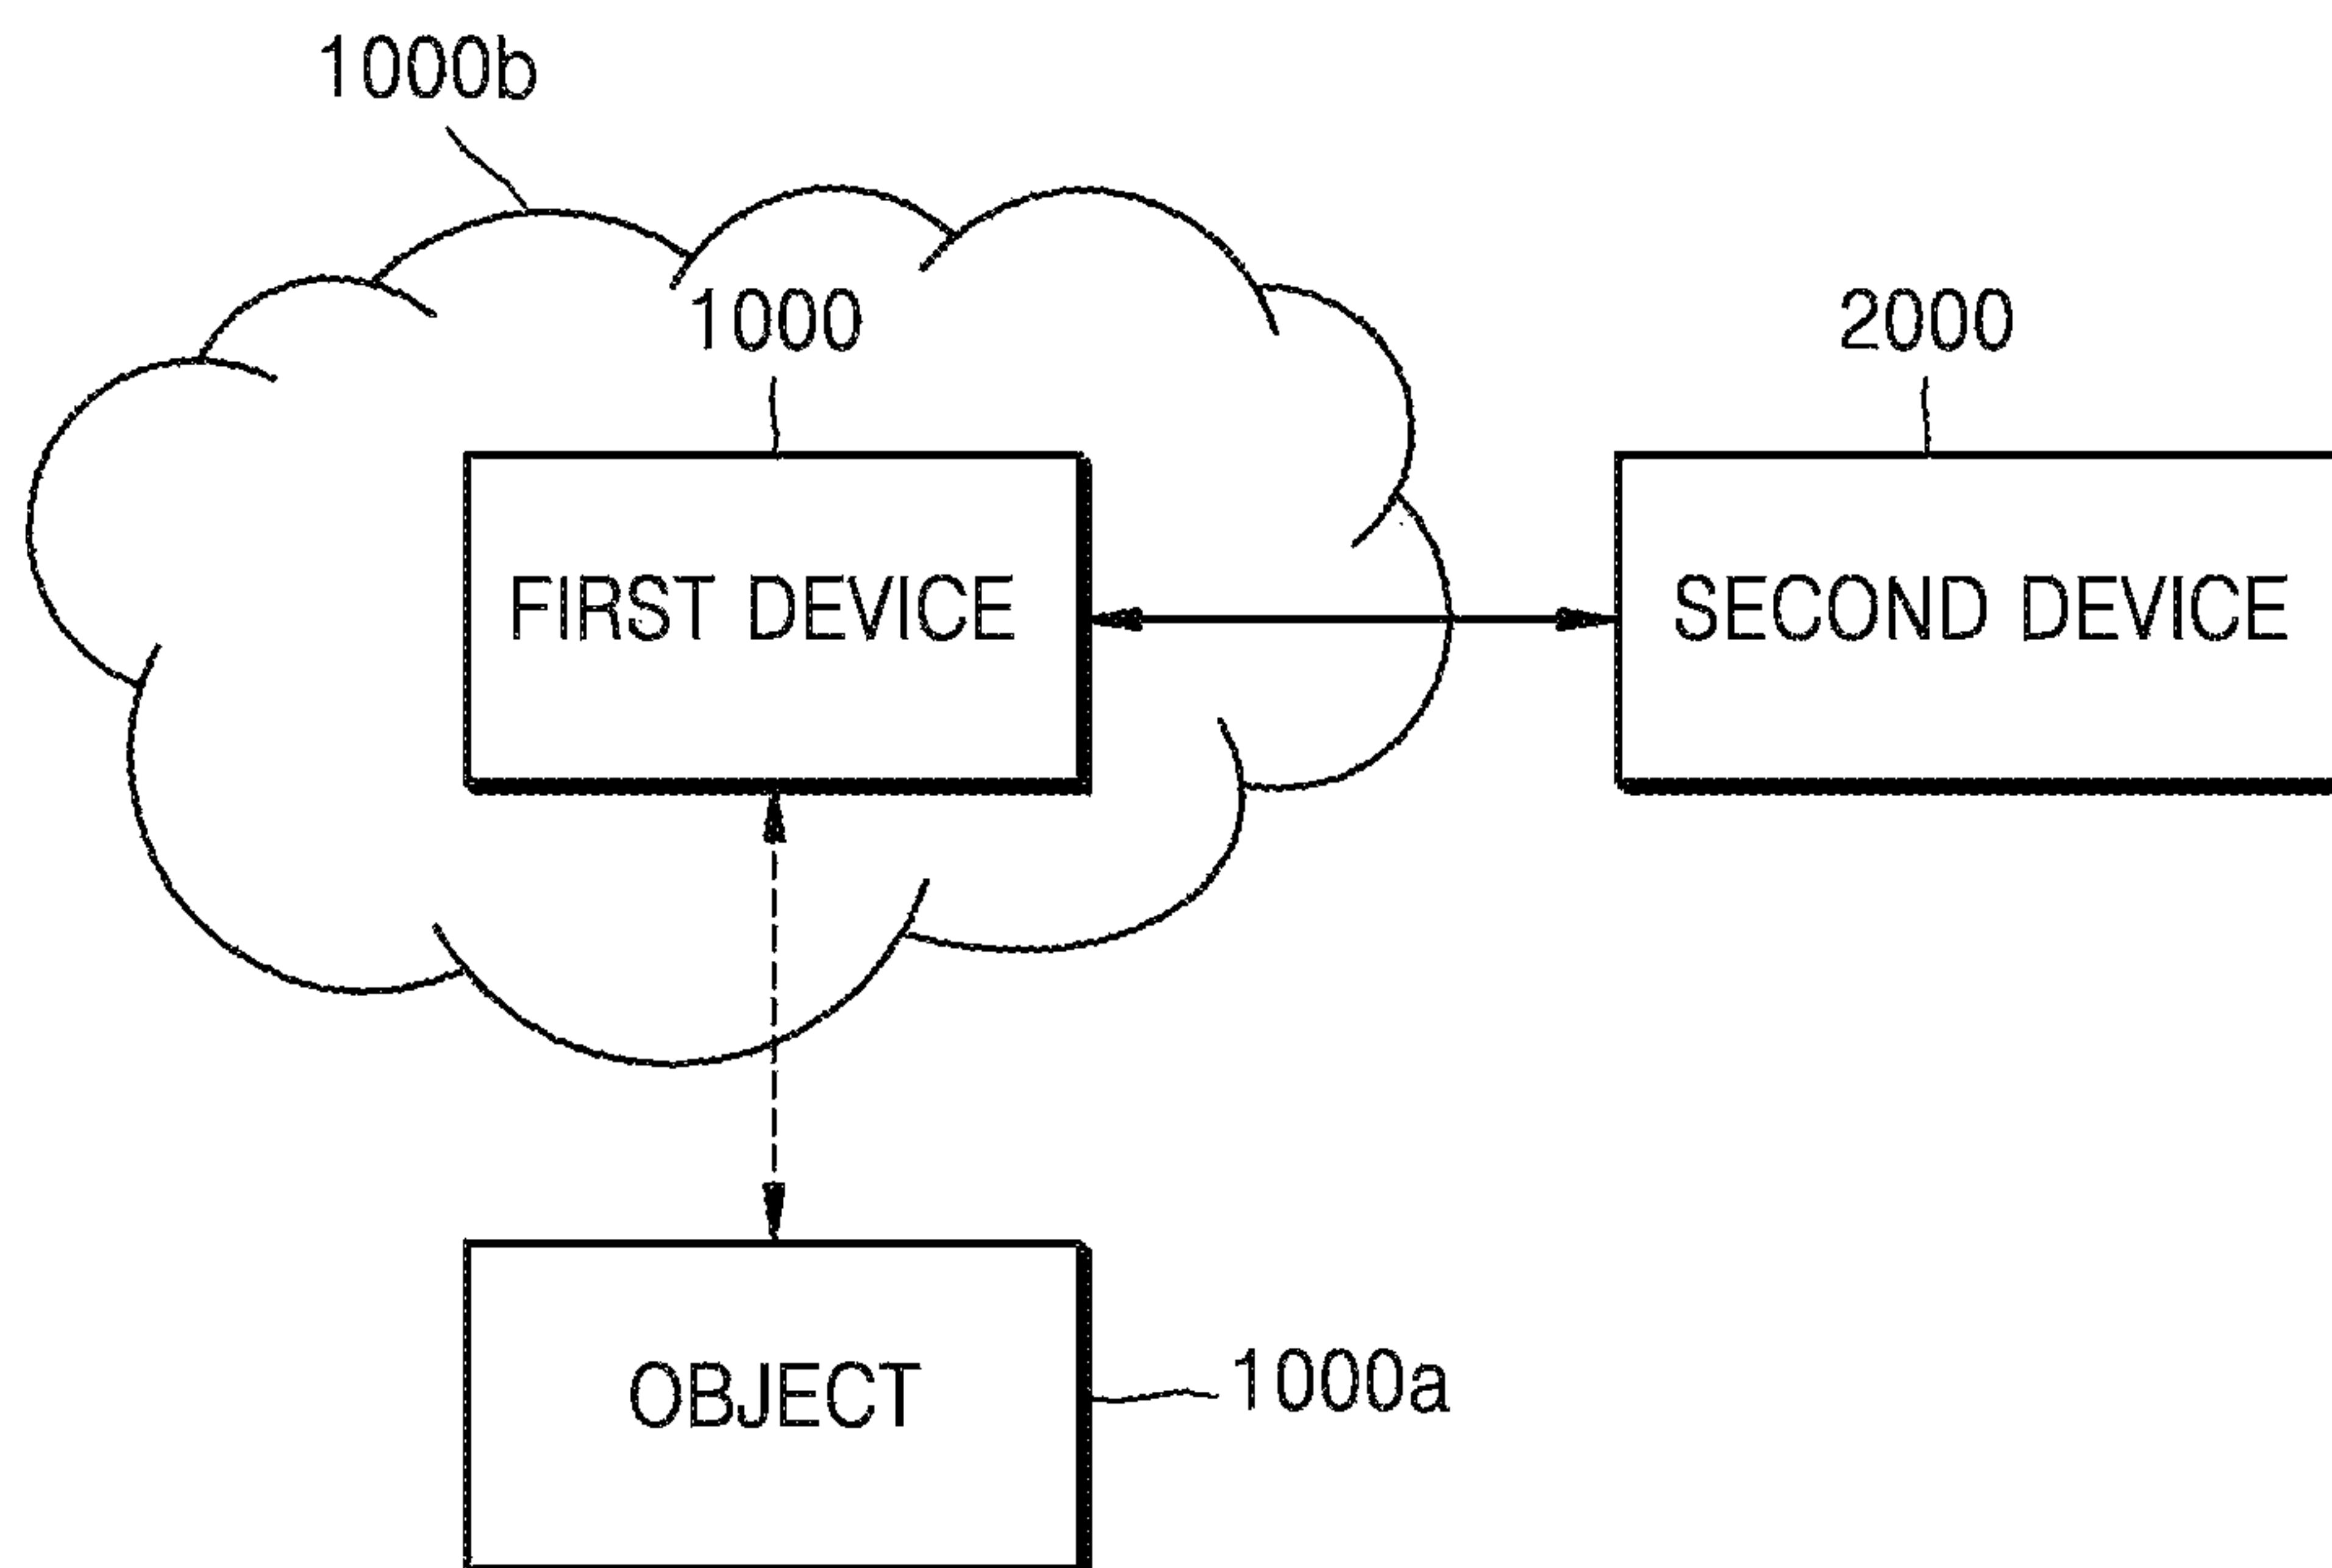 1000b
1000
2000
FIRST DEVICE
SECOND DEVICE
OBJECT
1000a